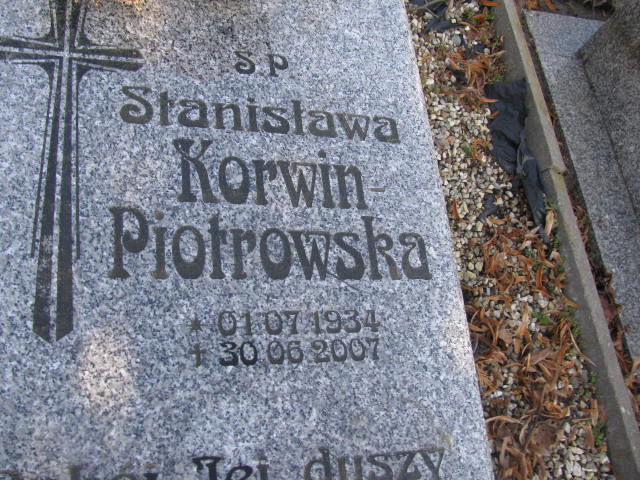 SP
Stanisława
Korwin-
Piotrowska
* 01 07 1934
† 30 06 2007
Jej duszy